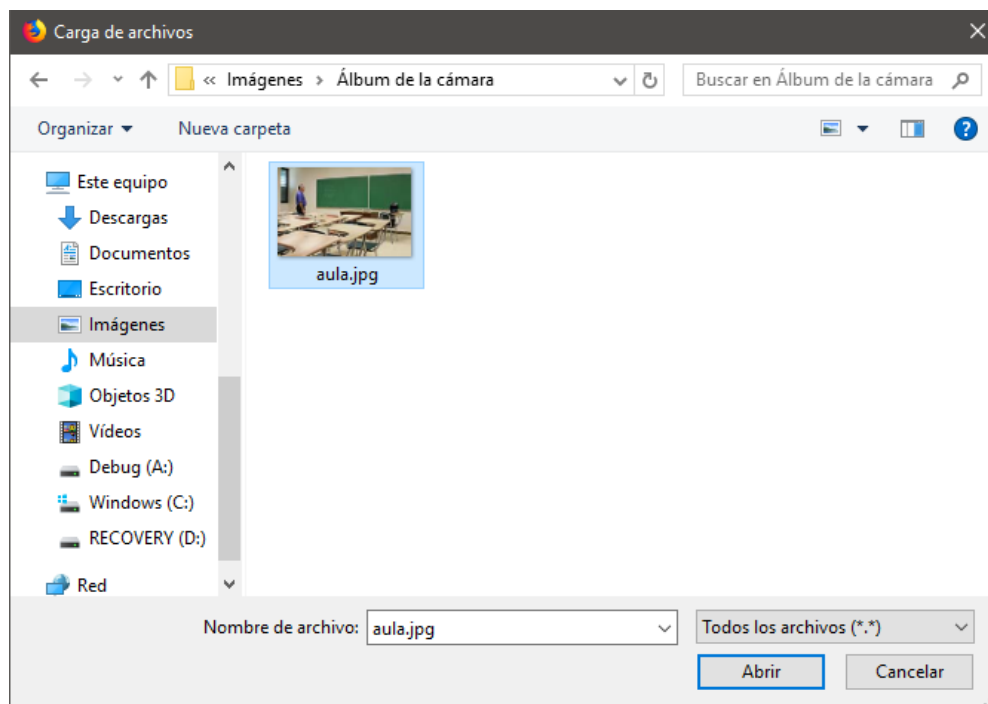 Carga de archivos
« Imágenes › Álbum de la cámara
Buscar en Álbum de la cámara
Organizar
Nueva carpeta
Este equipo
Descargas
Documentos
Escritorio
Imágenes
Música
Objetos 3D
Vídeos
Debug (A:)
Windows (C:)
RECOVERY (D:)
Red
aula.jpg
Nombre de archivo: aula.jpg
Todos los archivos (*.*)
Abrir
Cancelar